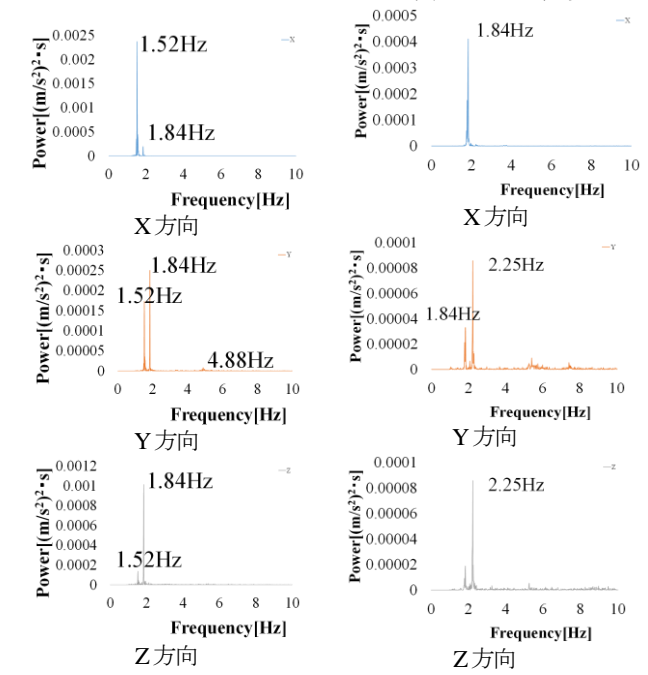 0.0025
0.002
0.0015
0.001
0.0005
0
Power[(m/s²)²•s]
1.52Hz
1.84Hz
X
0 2 4 6 8 10
Frequency[Hz]
X方向
0.0005
0.0004
0.0003
0.0002
0.0001
0
Power[(m/s²)²•s]
1.84Hz
X
0 2 4 6 8 10
Frequency[Hz]
X方向
0.0003
0.00025
0.0002
0.00015
0.0001
0.00005
0
Power[(m/s²)²•s]
1.84Hz
1.52Hz
4.88Hz
Y
0 2 4 6 8 10
Frequency[Hz]
Y方向
0.0001
0.00008
0.00006
0.00004
0.00002
0
Power[(m/s²)²•s]
2.25Hz
1.84Hz
Y
0 2 4 6 8 10
Frequency[Hz]
Y方向
0.0012
0.001
0.0008
0.0006
0.0004
0.0002
0
Power[(m/s²)²•s]
1.84Hz
1.52Hz
Z
0 2 4 6 8 10
Frequency[Hz]
Z方向
0.0001
0.00008
0.00006
0.00004
0.00002
0
Power[(m/s²)²•s]
2.25Hz
Z
0 2 4 6 8 10
Frequency[Hz]
Z方向